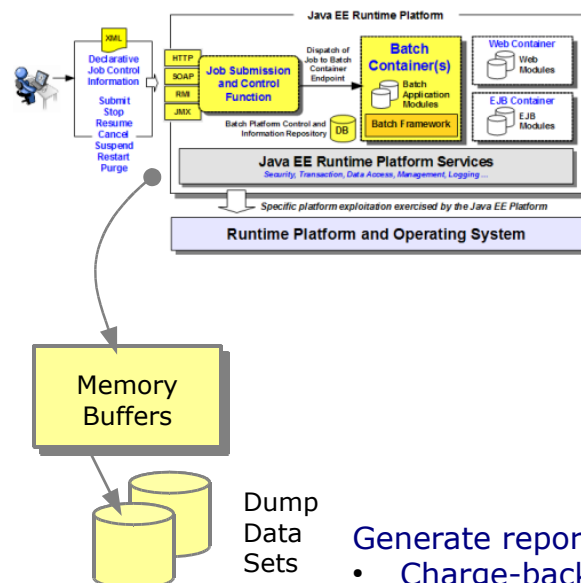 Java EE Runtime Platform
XML
Declarative
Job Control
Information
Submit
Stop
Resume
Cancel
Suspend
Restart
Purge
HTTP
SOAP
RMI
JMX
Job Submission
and Control
Function
Dispatch of
Job to Batch
Container
Endpoint
Batch
Container(s)
Batch
Application
Modules
Batch Framework
Web Container
Web
Modules
EJB Container
EJB
Modules
Batch Platform Control and
Information Repository
DB
Java EE Runtime Platform Services
Security, Transaction, Data Access, Management, Logging ...
Specific platform exploitation exercised by the Java EE Platform
Runtime Platform and Operating System
Memory
Buffers
Dump
Data
Sets
Generate repor
• Charge-back